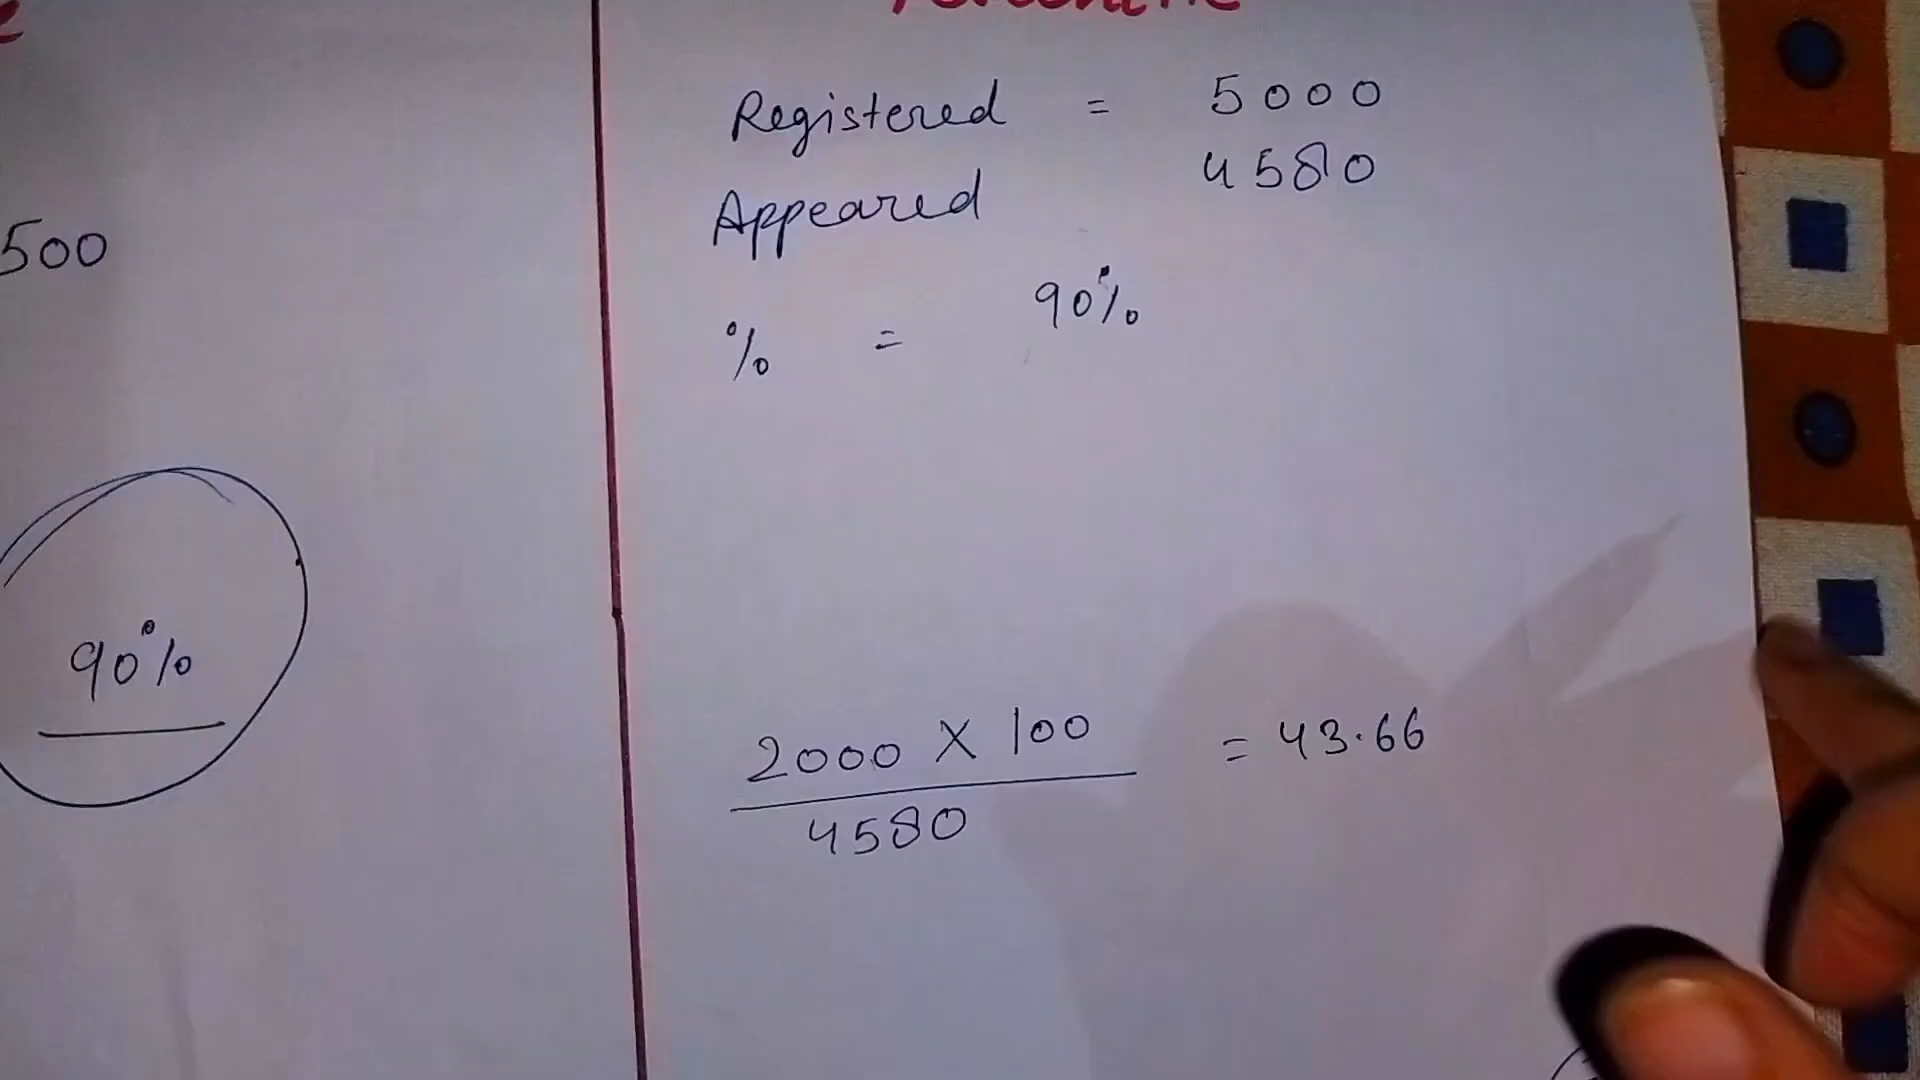 500
90%
Registered = 5000
Appeared 4580
% = 90%
2000 X 100 = 43.66
4580